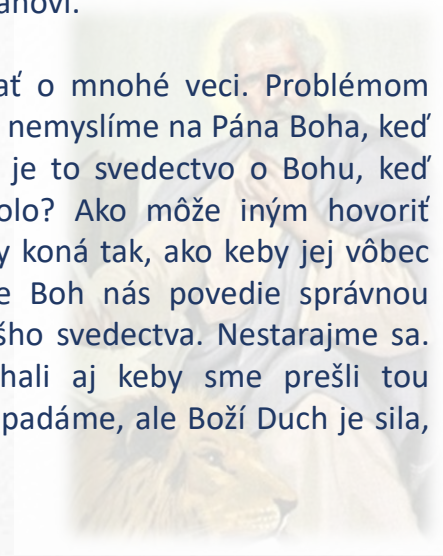 anovi.
ať o mnohé veci. Problémom
nemyslíme na Pána Boha, keď
je to svedectvo o Bohu, keď
olo? Ako môže iným hovoriť
y koná tak, ako keby jej vôbec
e Boh nás povedie správnou
šho svedectva. Nestarajme sa.
hali aj keby sme prešli tou
padáme, ale Boží Duch je sila,